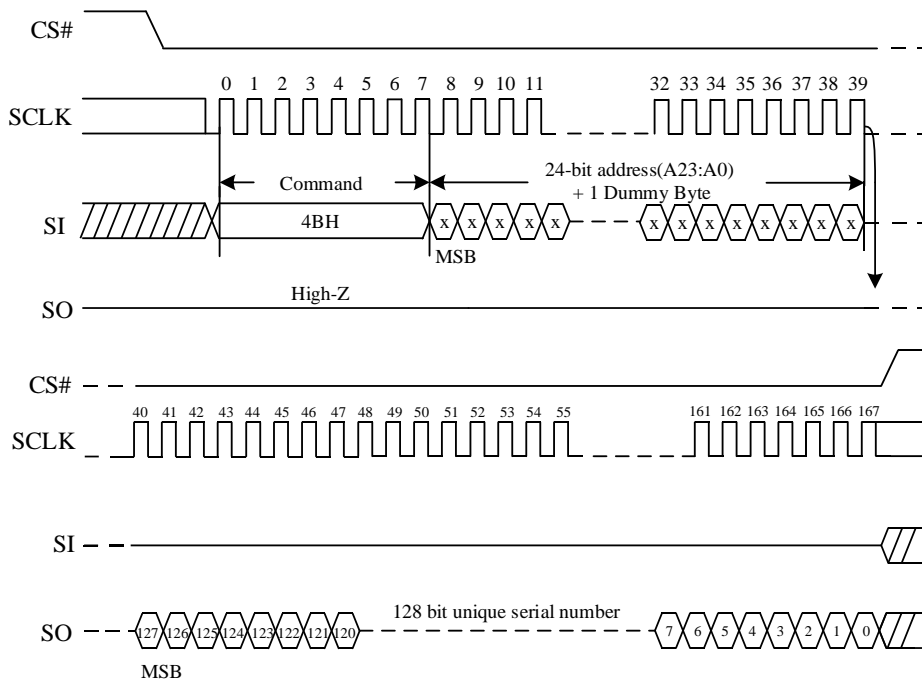 CS#
0 1 2 3 4 5 6 7 8 9 10 11 32 33 34 35 36 37 38 39
SCLK
Command
24-bit address(A23:A0)
+ 1 Dummy Byte
SI
4BH
x x x x x x x x x x x x x
MSB
High-Z
SO
CS#
40 41 42 43 44 45 46 47 48 49 50 51 52 53 54 55 161 162 163 164 165 166 167
SCLK
SI
128 bit unique serial number
SO
127 126 125 124 123 122 121 120 7 6 5 4 3 2 1 0
MSB